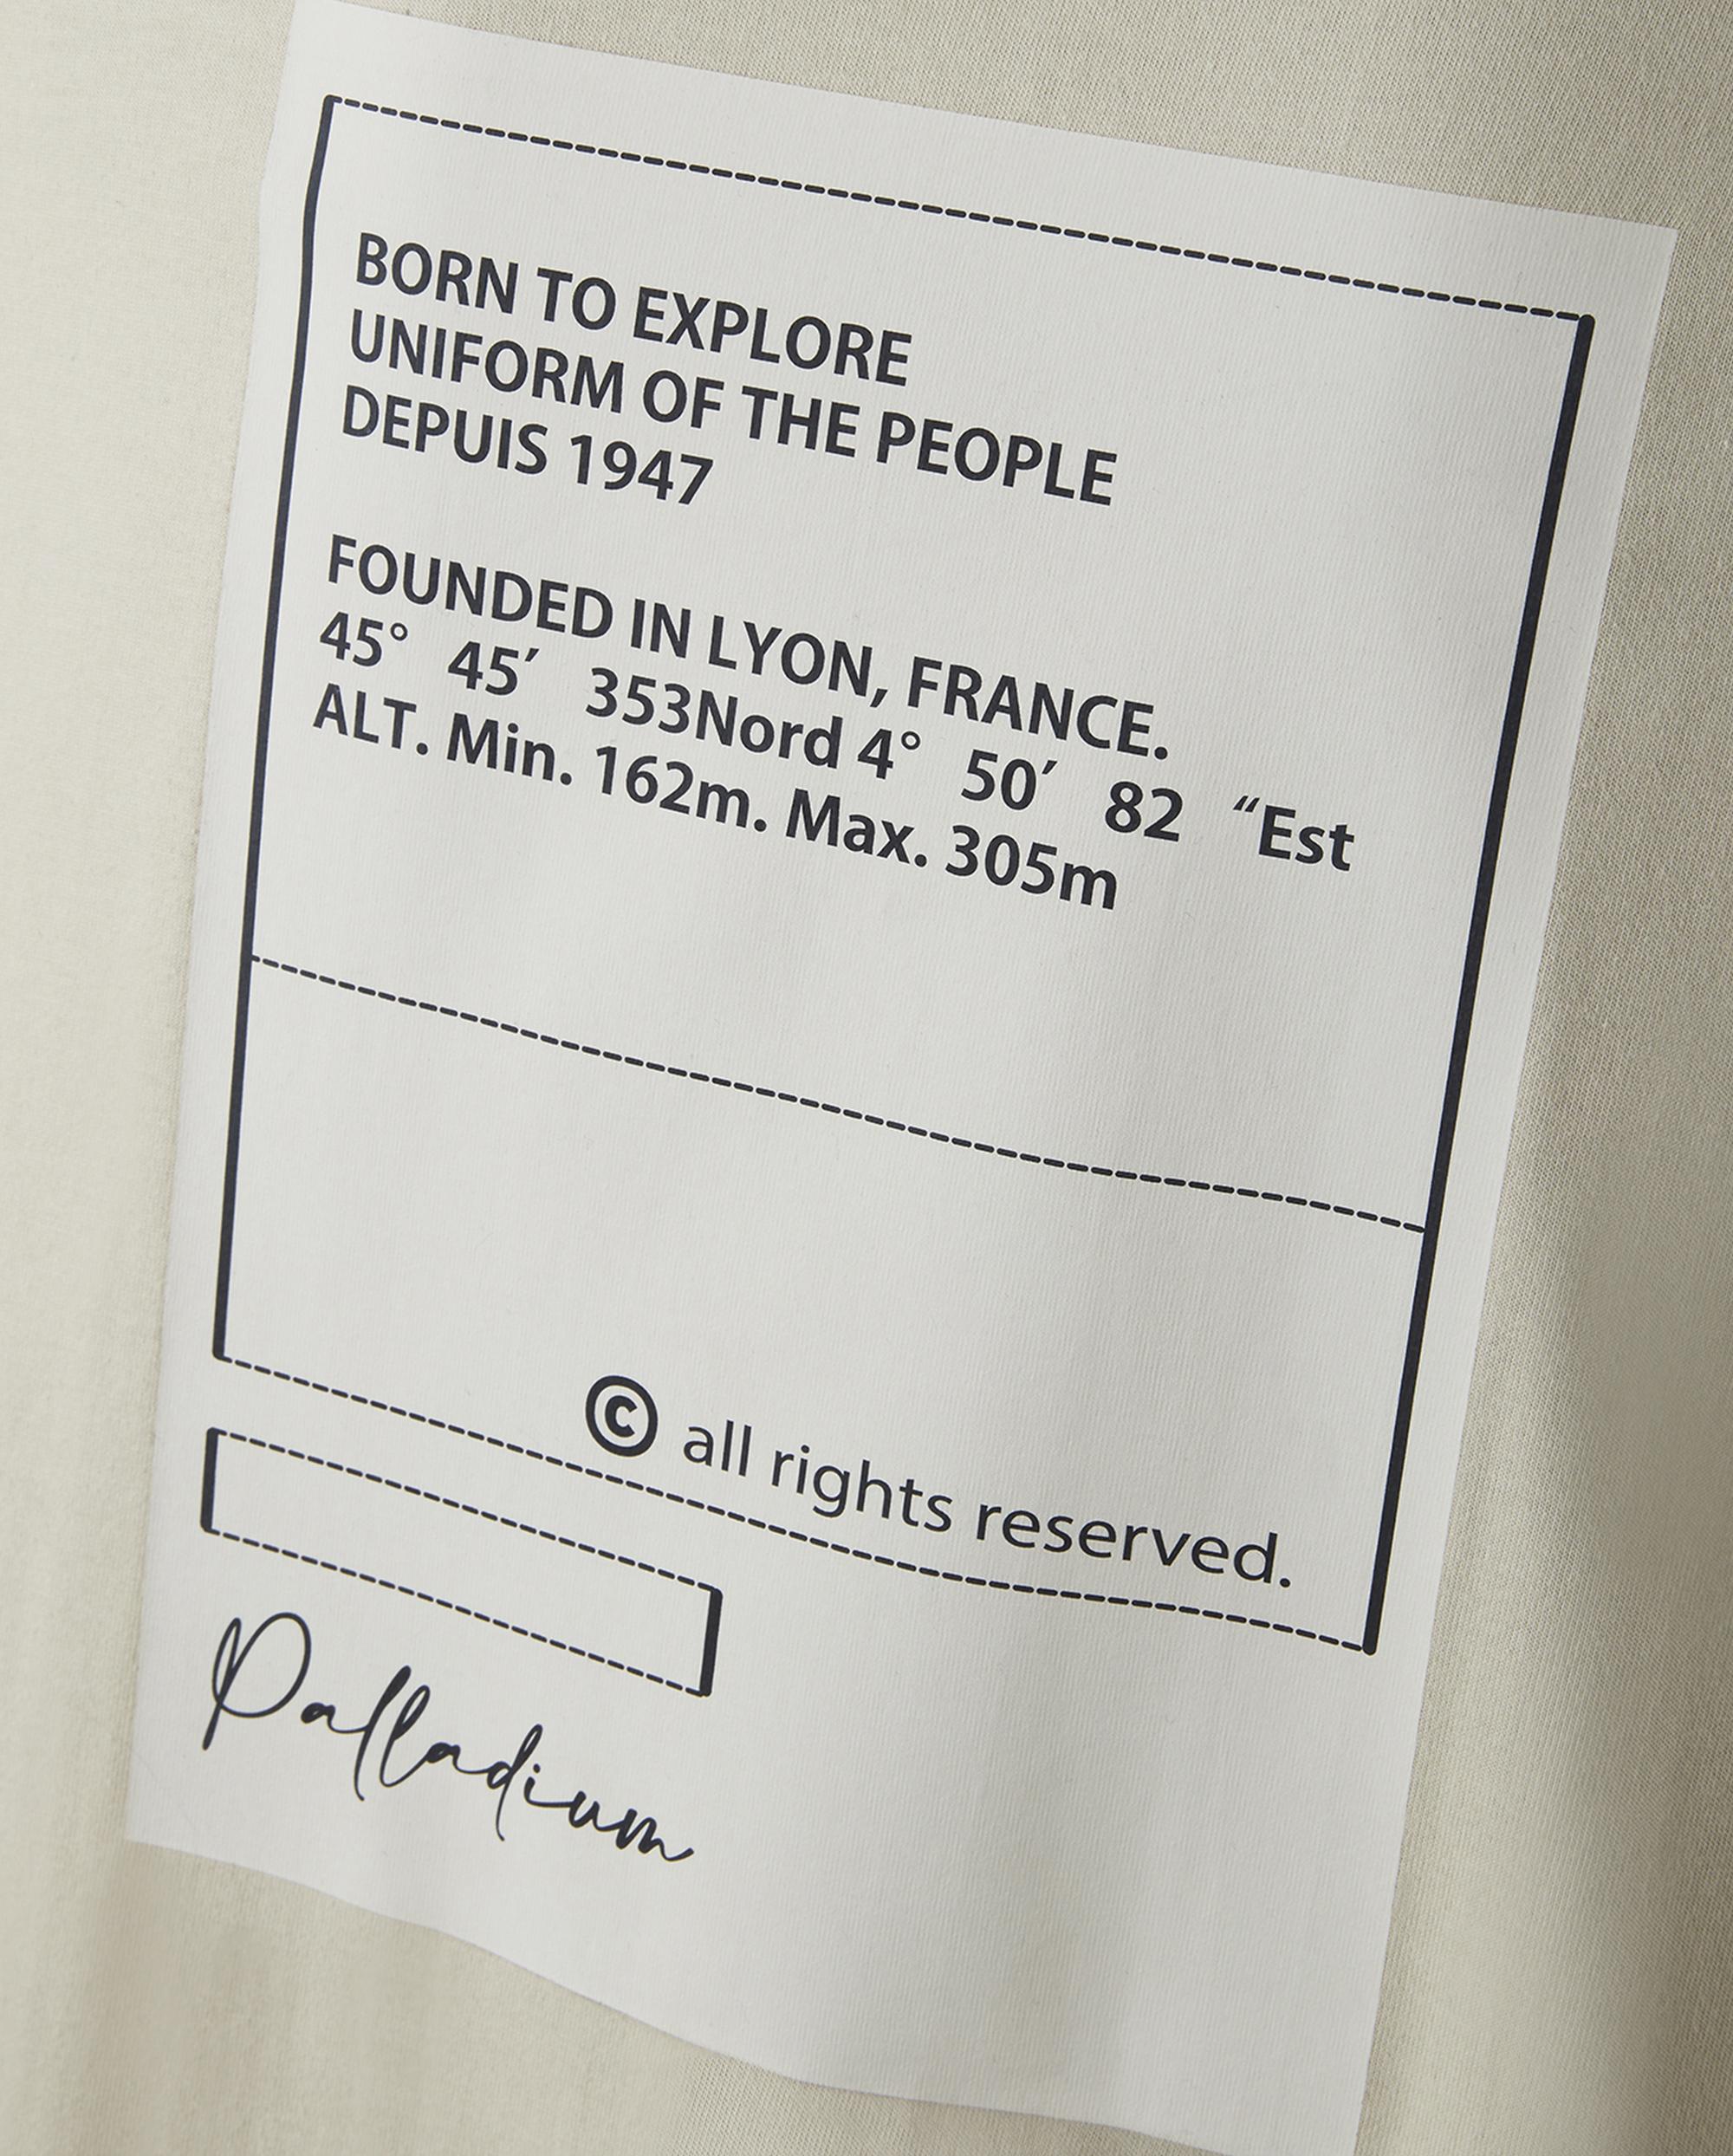 BORN TO EXPLORE
UNIFORM OF THE PEOPLE
DEPUIS 1947
FOUNDED IN LYON, FRANCE.
45° 45′ 353Nord 4° 50′ 82 “Est
ALT. Min. 162m. Max. 305m
© all rights reserved.
Palladium